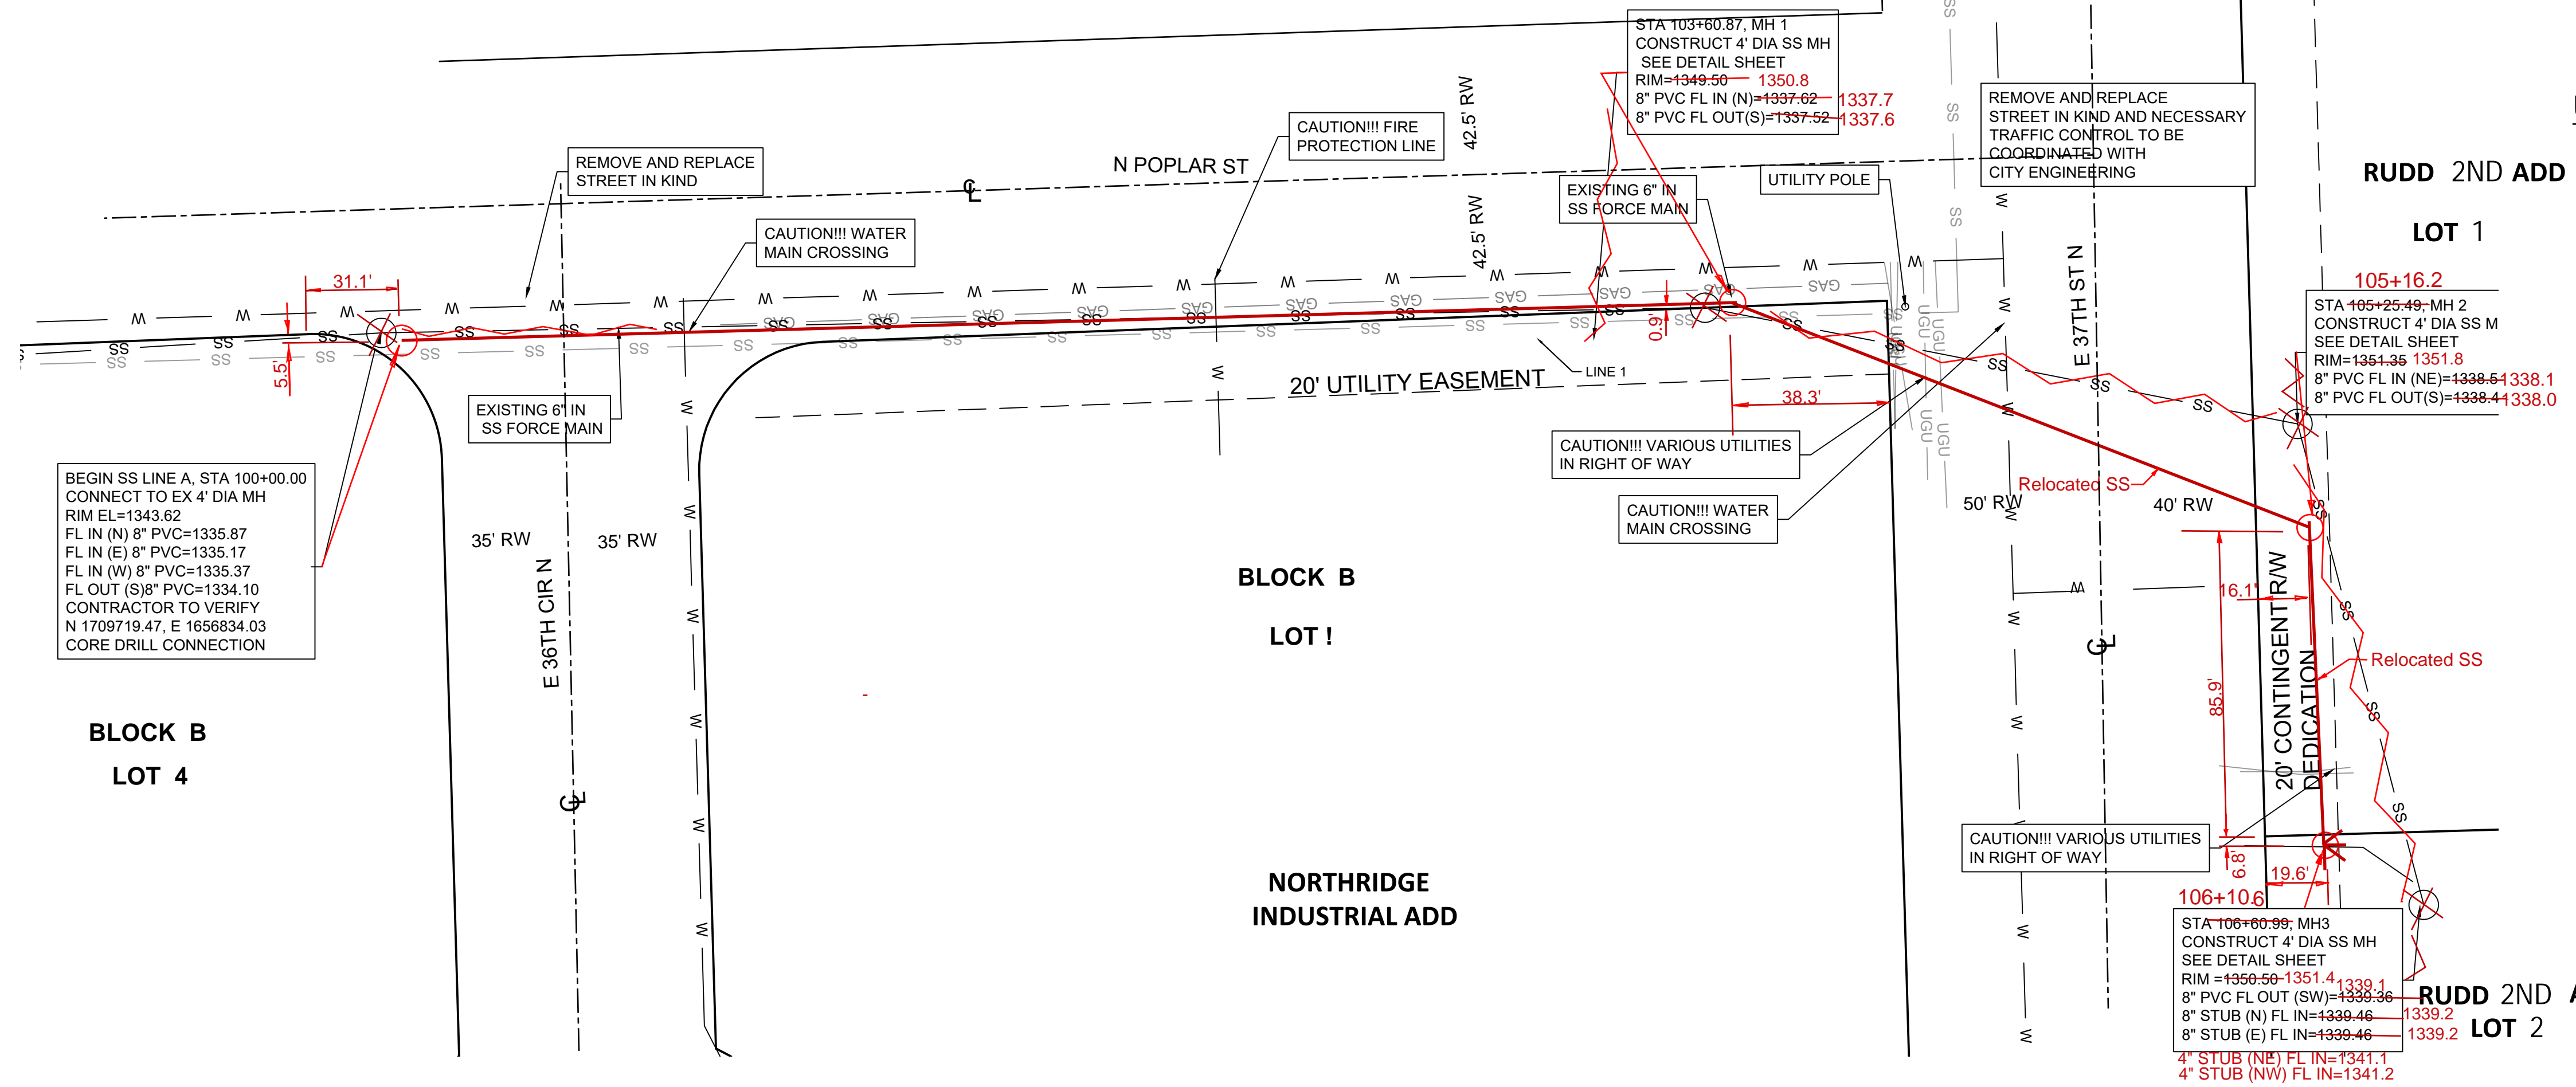 STA 103+60.87, MH 1
CONSTRUCT 4' DIA SS MH
SEE DETAIL SHEET
RIM=1349.50 1350.8
8" PVC FL IN (N)=1337.62 1337.7
8" PVC FL OUT(S)=1337.52 1337.6
REMOVE AND REPLACE
STREET IN KIND AND NECESSARY
TRAFFIC CONTROL TO BE
COORDINATED WITH
CITY ENGINEERING
CAUTION!!! FIRE
PROTECTION LINE
42.5' RW
42.5' RW
N POPLAR ST
REMOVE AND REPLACE
STREET IN KIND
CAUTION!!! WATER
MAIN CROSSING
EXISTING 6" IN
SS FORCE MAIN
UTILITY POLE
RUDD 2ND ADD
LOT 1
E 37TH ST N
31.1'
5.5'
0.9'
38.3'
105+16.2
STA 105+25.49, MH 2
CONSTRUCT 4' DIA SS M
SEE DETAIL SHEET
RIM=1351.35 1351.8
8" PVC FL IN (NE)=1338.5 1338.1
8" PVC FL OUT(S)=1338.4 1338.0
LINE 1
20' UTILITY EASEMENT
EXISTING 6" IN
SS FORCE MAIN
CAUTION!!! VARIOUS UTILITIES
IN RIGHT OF WAY
CAUTION!!! WATER
MAIN CROSSING
Relocated SS
50' RW
40' RW
BEGIN SS LINE A, STA 100+00.00
CONNECT TO EX 4' DIA MH
RIM EL=1343.62
FL IN (N) 8" PVC=1335.87
FL IN (E) 8" PVC=1335.17
FL IN (W) 8" PVC=1335.37
FL OUT (S)8" PVC=1334.10
CONTRACTOR TO VERIFY
N 1709719.47, E 1656834.03
CORE DRILL CONNECTION
35' RW
35' RW
E 36TH CIR N
BLOCK B
LOT !
16.1'
85.9'
20' CONTINGENT R/W
DEDICATION
Relocated SS
BLOCK B
LOT 4
NORTHRIDGE
INDUSTRIAL ADD
CAUTION!!! VARIOUS UTILITIES
IN RIGHT OF WAY
6.8'
19.6'
106+10.6
STA 106+60.99, MH3
CONSTRUCT 4' DIA SS MH
SEE DETAIL SHEET
RIM =1350.50 1351.4
8" PVC FL OUT (SW)=1339.36 1339.1
8" STUB (N) FL IN=1339.46 1339.2
8" STUB (E) FL IN=1339.46 1339.2
4" STUB (NE) FL IN=1341.1
4" STUB (NW) FL IN=1341.2
RUDD 2ND A
LOT 2